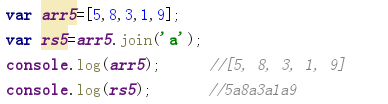 var arr5=[5,8,3,1,9];
var rs5=arr5.join('a');
console.log(arr5); //[5, 8, 3, 1, 9]
console.log(rs5); //5a8a3a1a9